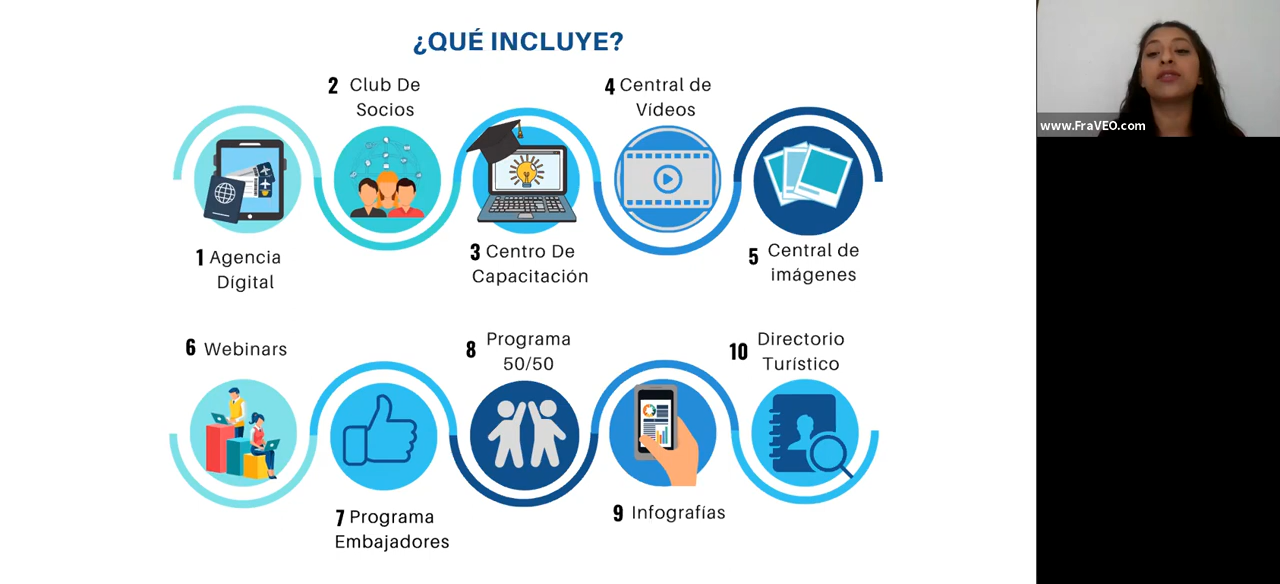 ¿QUÉ INCLUYE?
1 Agencia
Dígital
2 Club De
Socios
3 Centro De
Capacitación
4 Central de
Vídeos
5 Central de
imágenes
6 Webinars
7 Programa
Embajadores
8 Programa
50/50
9 Infografías
10 Directorio
Turístico
www.FraVEO.com